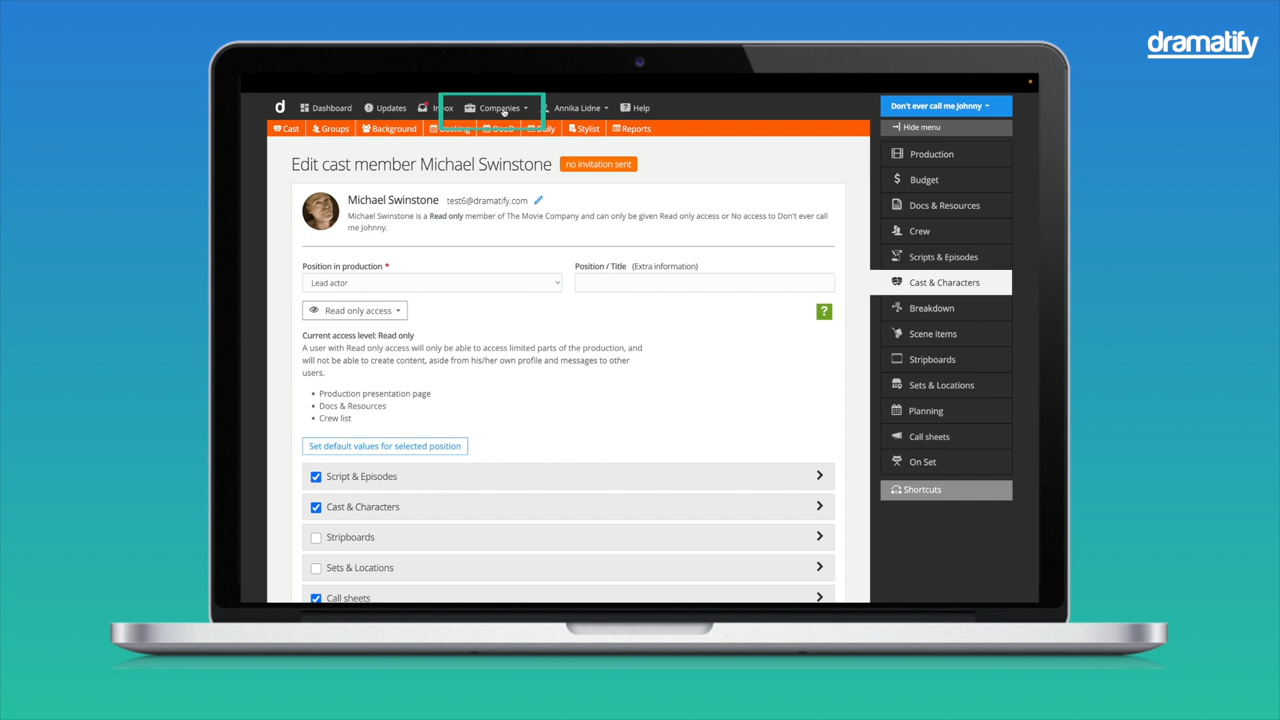 dramatify
d Dashboard Updates Inbox Companies Annika Lidne Help
Don't ever call me Johnny
Cast Groups Background Booking DooD Daily Stylist Reports
Hide menu
Edit cast member Michael Swinstone no invitation sent
Michael Swinstone test6@dramatify.com
Michael Swinstone is a Read only member of The Movie Company and can only be given Read only access or No access to Don't ever call
me Johnny.
Position in production * Position / Title (Extra information)
Lead actor
Read only access ?
Current access level: Read only
A user with Read only access will only be able to access limited parts of the production, and
will not be able to create content, aside from his/her own profile and messages to other
users.
Production presentation page
Docs & Resources
Crew list
Set default values for selected position
Script & Episodes
Cast & Characters
Stripboards
Sets & Locations
Call sheets
Production
Budget
Docs & Resources
Crew
Scripts & Episodes
Cast & Characters
Breakdown
Scene items
Stripboards
Sets & Locations
Planning
Call sheets
On Set
Shortcuts